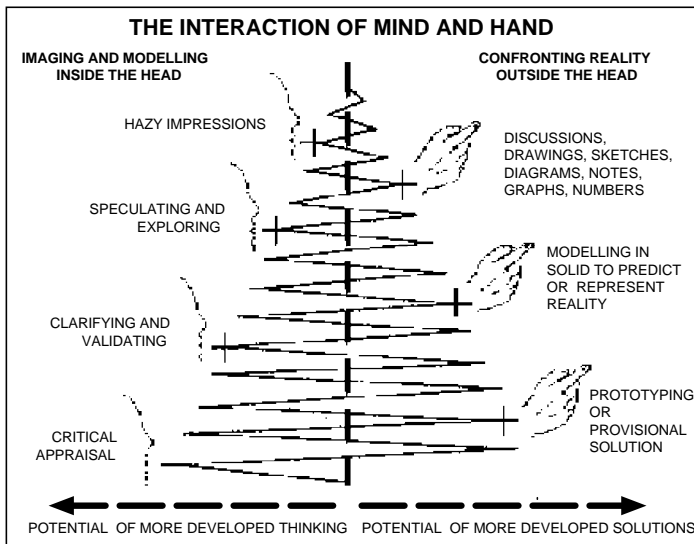 THE INTERACTION OF MIND AND HAND
IMAGING AND MODELLING
INSIDE THE HEAD
CONFRONTING REALITY
OUTSIDE THE HEAD
HAZY IMPRESSIONS
DISCUSSIONS,
DRAWINGS, SKETCHES,
DIAGRAMS, NOTES,
GRAPHS, NUMBERS
SPECULATING AND
EXPLORING
MODELLING IN
SOLID TO PREDICT
OR REPRESENT
REALITY
CLARIFYING AND
VALIDATING
PROTOTYPING
OR
PROVISIONAL
SOLUTION
CRITICAL
APPRAISAL
POTENTIAL OF MORE DEVELOPED THINKING
POTENTIAL OF MORE DEVELOPED SOLUTIONS